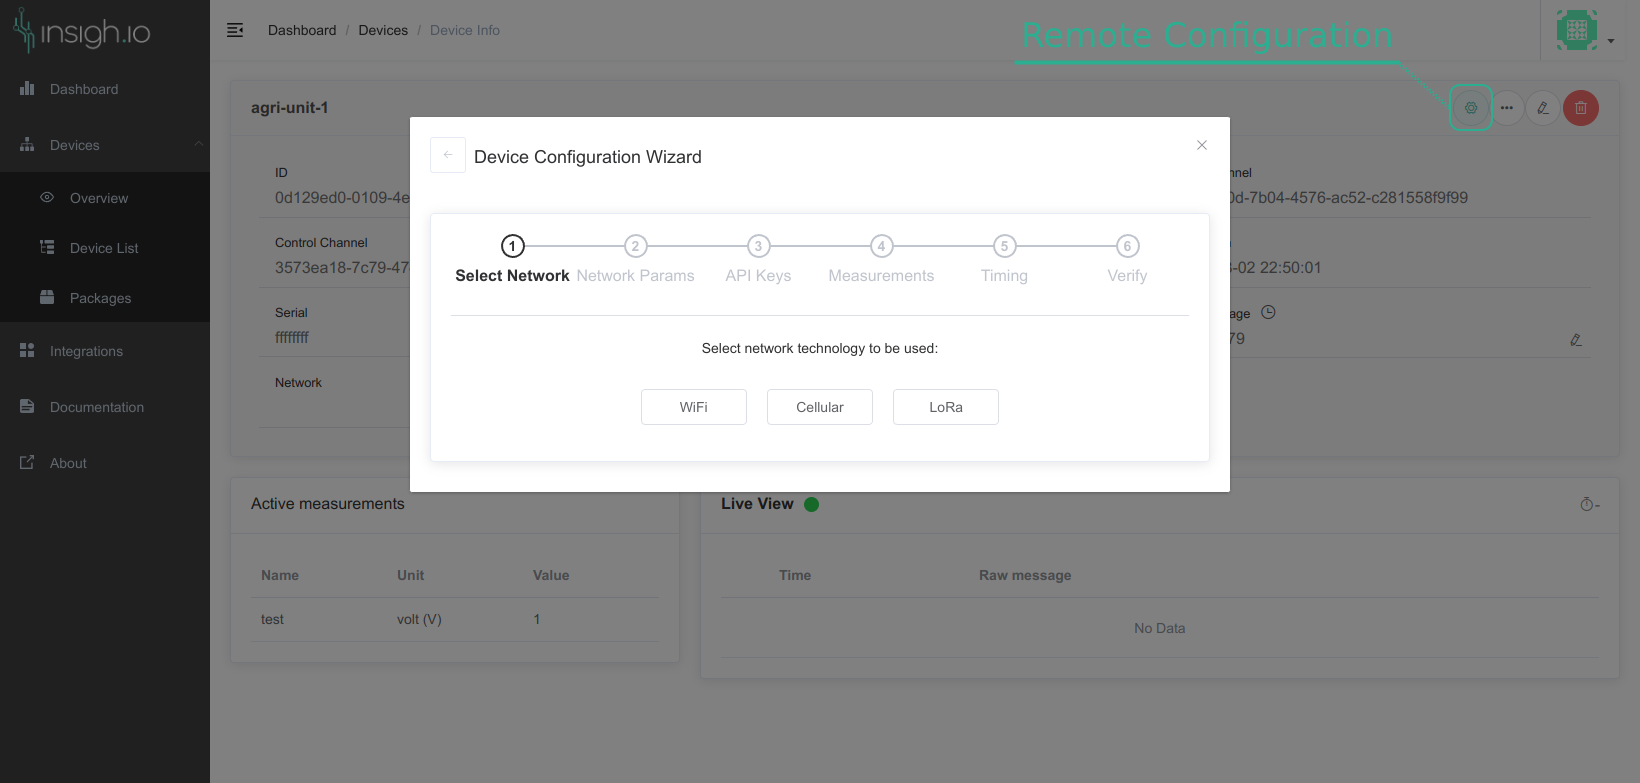 insigh.io
Dashboard / Devices / Device Info
Remote Configuration
Dashboard
Devices
Overview
Device List
Packages
Integrations
Documentation
About
agri-unit-1
ID
0d129ed0-0109-4e
Control Channel
3573ea18-7c79-47
Serial
ffffffff
Network
nnel
0d-7b04-4576-ac52-c281558f9f99
-02 22:50:01
age
79
Device Configuration Wizard
1 2 3 4 5 6
Select Network Network Params API Keys Measurements Timing Verify
Select network technology to be used:
WiFi Cellular LoRa
Active measurements
Name Unit Value
test volt (V) 1
Live View
Time Raw message
No Data